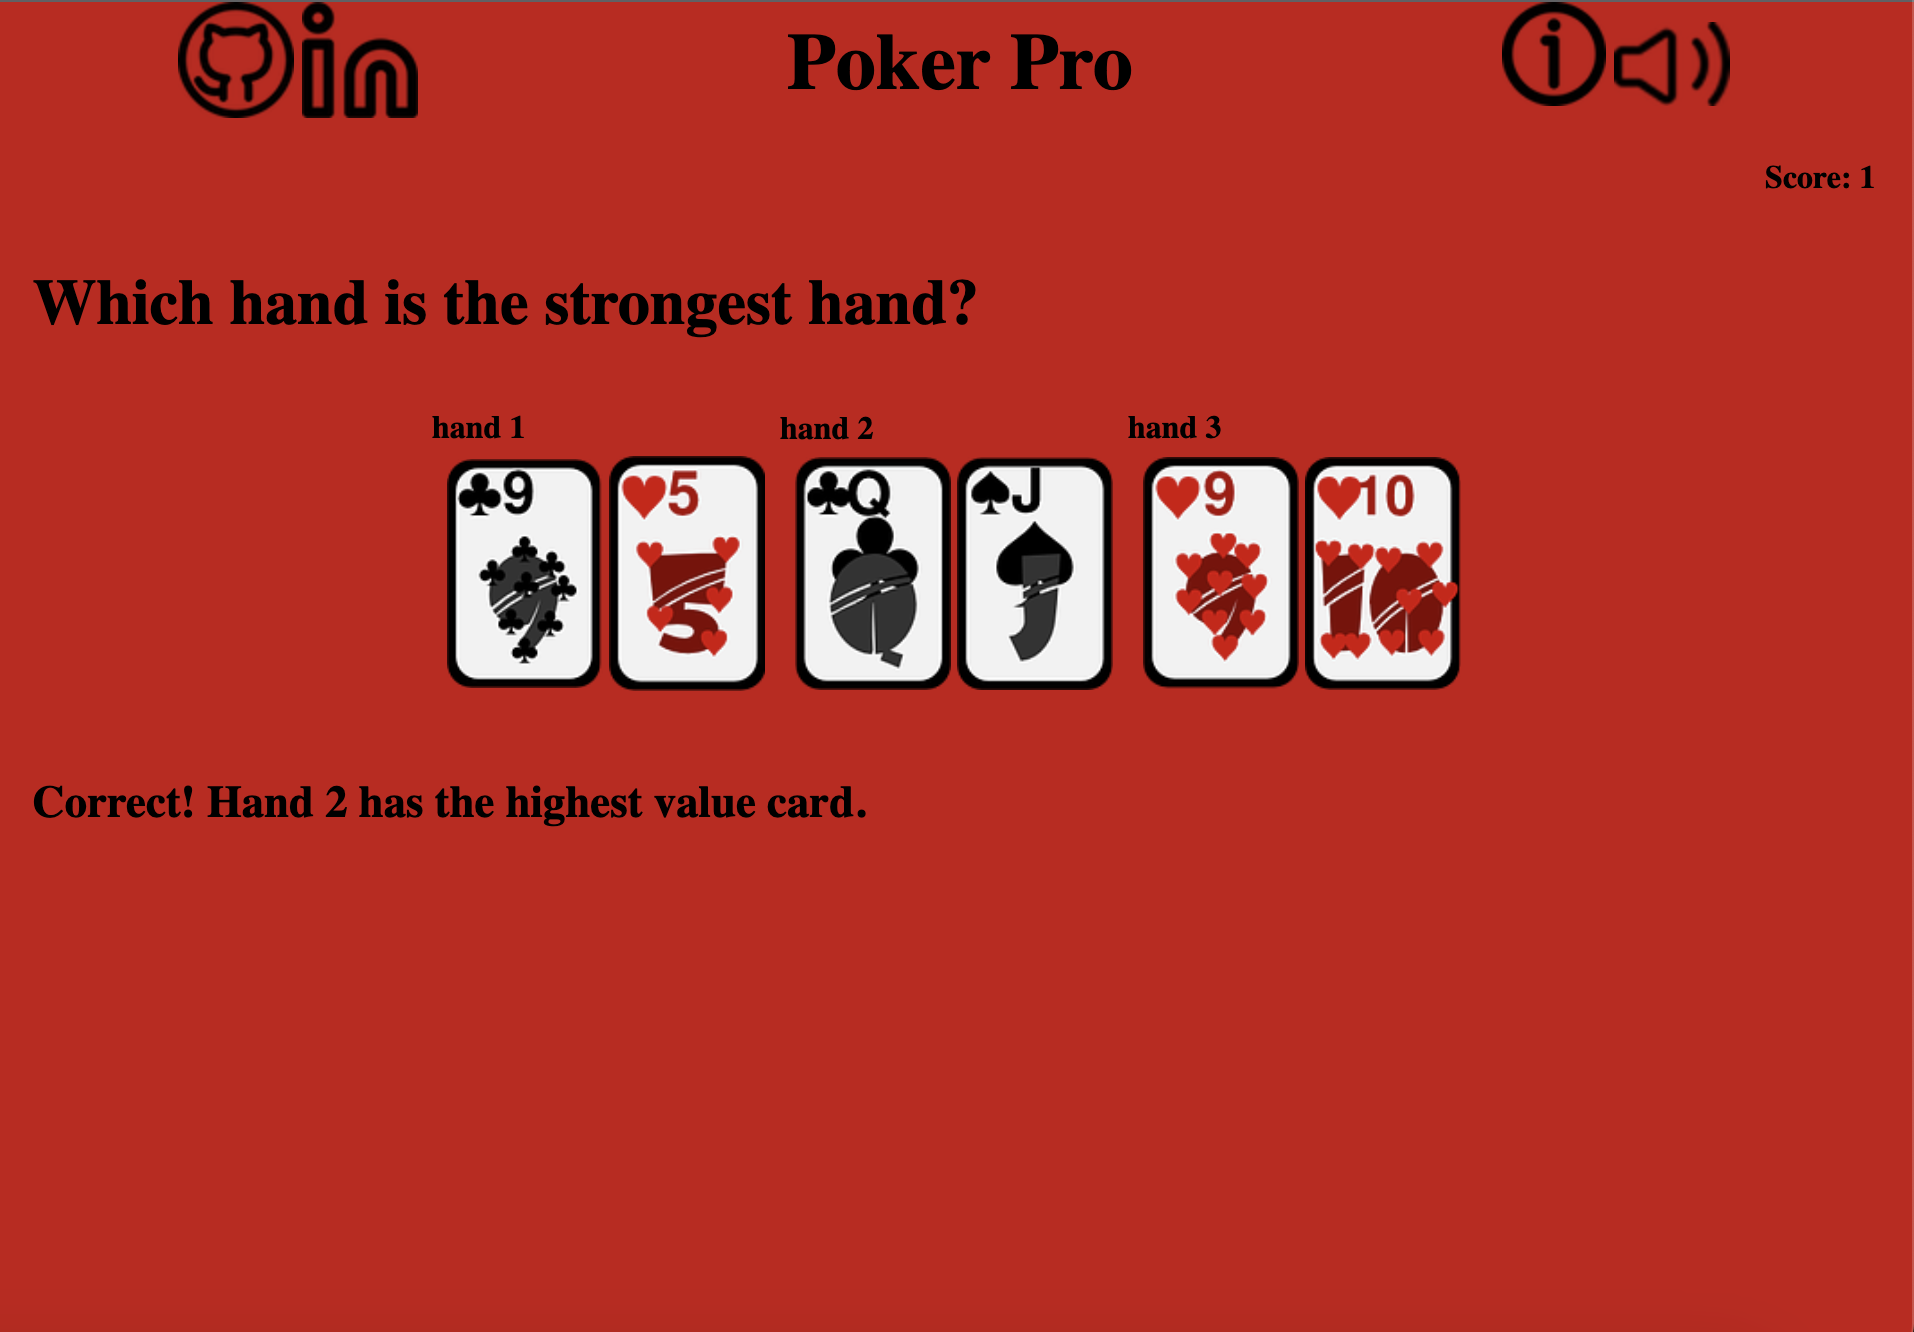 Poker Pro
Score: 1
Which hand is the strongest hand?
hand 1
hand 2
hand 3
9
5
Q
J
9
10
Correct! Hand 2 has the highest value card.